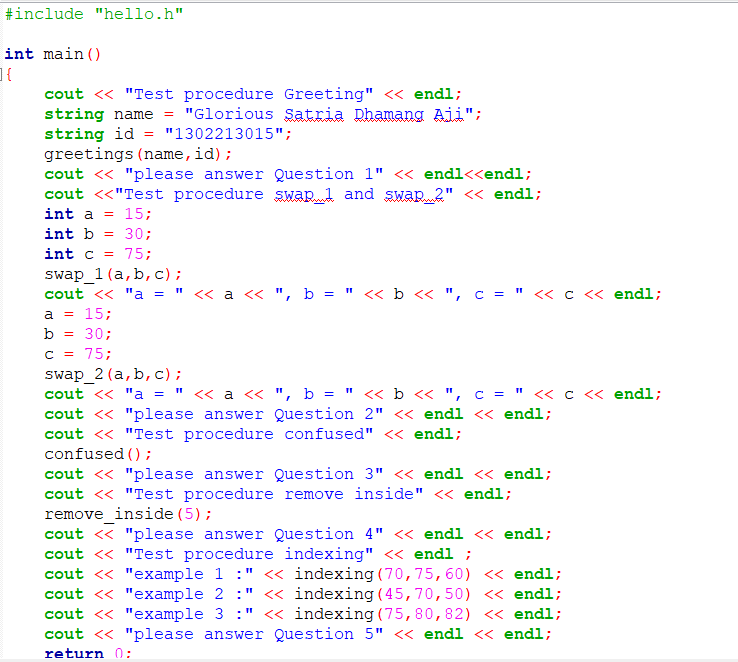 #include "hello.h"
int main()
{
cout << "Test procedure Greeting" << endl;
string name = "Glorious Satria Dhamang Aji";
string id = "1302213015";
greetings(name,id);
cout << "please answer Question 1" << endl<<endl;
cout <<"Test procedure swap_1 and swap_2" << endl;
int a = 15;
int b = 30;
int c = 75;
swap_1(a,b,c);
cout << "a = " << a << ", b = " << b << ", c = " << c << endl;
a = 15;
b = 30;
c = 75;
swap_2(a,b,c);
cout << "a = " << a << ", b = " << b << ", c = " << c << endl;
cout << "please answer Question 2" << endl << endl;
cout << "Test procedure confused" << endl;
confused();
cout << "please answer Question 3" << endl << endl;
cout << "Test procedure remove inside" << endl;
remove_inside(5);
cout << "please answer Question 4" << endl << endl;
cout << "Test procedure indexing" << endl ;
cout << "example 1 :" << indexing(70,75,60) << endl;
cout << "example 2 :" << indexing(45,70,50) << endl;
cout << "example 3 :" << indexing(75,80,82) << endl;
cout << "please answer Question 5" << endl << endl;
return 0;